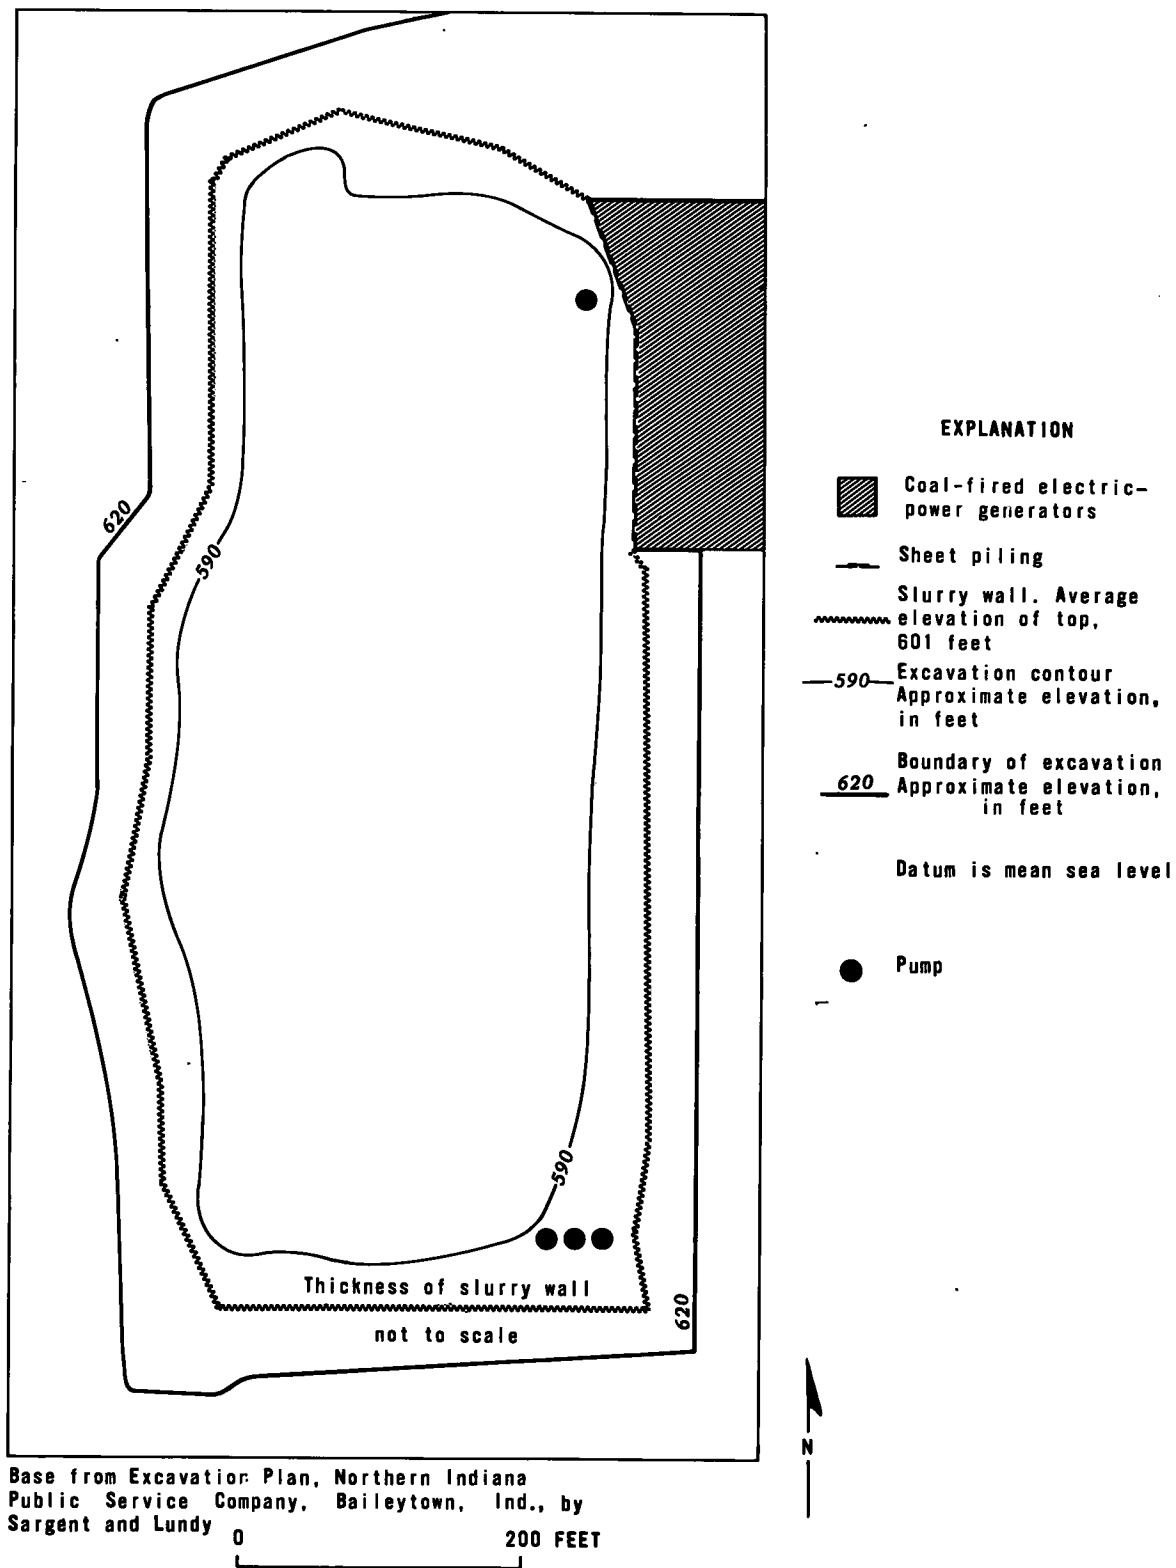 620
590
590
Thickness of slurry wall
not to scale
620
EXPLANATION
Coal-fired electric-
power generators
Sheet piling
Slurry wall. Average
elevation of top,
601 feet
590
Excavation contour
Approximate elevation,
in feet
620
Boundary of excavation
Approximate elevation,
in feet
Datum is mean sea level
Pump
N
Base from Excavation Plan, Northern Indiana
Public Service Company, Baileytown, Ind., by
Sargent and Lundy
0 200 FEET